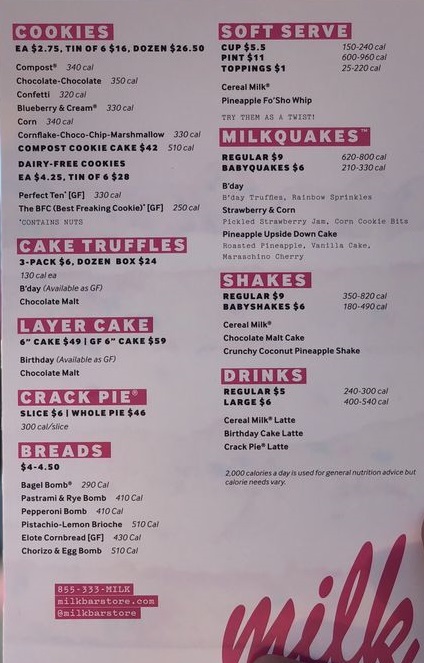 COOKIES
EA $2.75, TIN OF 6 $16, DOZEN $26.50
Compost® 340 cal
Chocolate-Chocolate 350 cal
Confetti 320 cal
Blueberry & Cream® 330 cal
Corn 340 cal
Cornflake-Choco-Chip-Marshmallow 330 cal
COMPOST COOKIE CAKE $42 510 cal
DAIRY-FREE COOKIES
EA $4.25, TIN OF 6 $28
Perfect Ten* [GF] 330 cal
The BFC (Best Freaking Cookie)* [GF] 250 cal
*CONTAINS NUTS
CAKE TRUFFLES
3-PACK $6, DOZEN BOX $24
130 cal ea
B'day (Available as GF)
Chocolate Malt
LAYER CAKE
6" CAKE $49 | GF 6" CAKE $59
Birthday (Available as GF)
Chocolate Malt
CRACK PIE®
SLICE $6 | WHOLE PIE $46
300 cal/slice
BREADS
$4-4.50
Bagel Bomb® 290 Cal
Pastrami & Rye Bomb 410 Cal
Pepperoni Bomb 410 Cal
Pistachio-Lemon Brioche 510 Cal
Elote Cornbread [GF] 430 Cal
Chorizo & Egg Bomb 510 Cal
855-333-MILK
milkbarstore.com
@milkbarstore
SOFT SERVE
CUP $5.5 150-240 cal
PINT $11 600-960 cal
TOPPINGS $1 25-220 cal
Cereal Milk®
Pineapple Fo'Sho Whip
TRY THEM AS A TWIST!
MILKQUAKES™
REGULAR $9 620-800 cal
BABYQUAKES $6 210-330 cal
B'day
B'day Truffles, Rainbow Sprinkles
Strawberry & Corn
Pickled Strawberry Jam, Corn Cookie Bits
Pineapple Upside Down Cake
Roasted Pineapple, Vanilla Cake,
Maraschino Cherry
SHAKES
REGULAR $9 350-820 cal
BABYSHAKES $6 180-490 cal
Cereal Milk®
Chocolate Malt Cake
Crunchy Coconut Pineapple Shake
DRINKS
REGULAR $5 240-300 cal
LARGE $6 400-540 cal
Cereal Milk® Latte
Birthday Cake Latte
Crack Pie® Latte
2,000 calories a day is used for general nutrition advice but
calorie needs vary.
milk